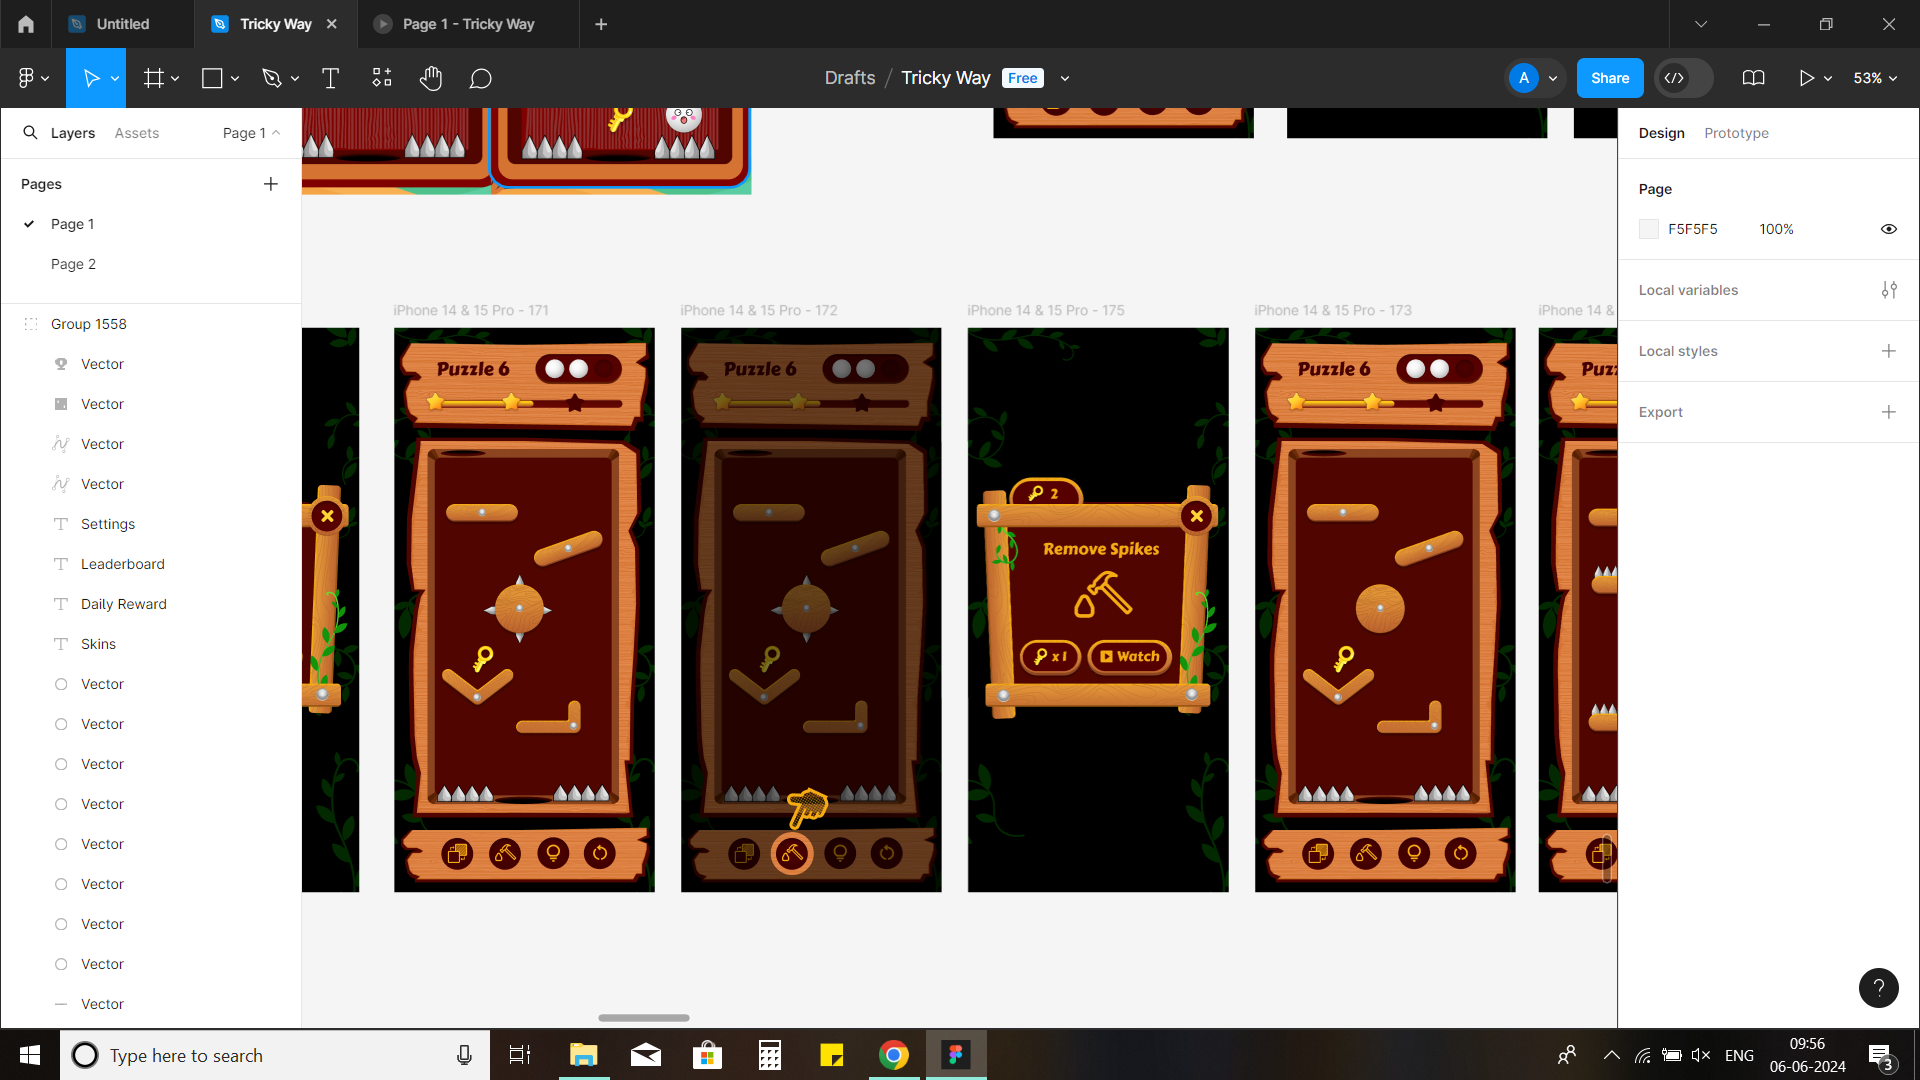 Untitled
Tricky Way
Page 1 - Tricky Way
Drafts / Tricky Way Free
A
Share
53%
Layers
Assets
Page 1
Pages
Page 1
Page 2
Group 1558
Vector
Vector
Vector
Vector
Settings
Leaderboard
Daily Reward
Skins
Vector
Vector
Vector
Vector
Vector
Vector
Vector
Vector
Vector
iPhone 14 & 15 Pro - 171
iPhone 14 & 15 Pro - 172
iPhone 14 & 15 Pro - 175
iPhone 14 & 15 Pro - 173
iPhone 14 &
Puzzle 6
Puzzle 6
2
Remove Spikes
x 1
Watch
Puzzle 6
Puzz
Design
Prototype
Page
F5F5F5
100%
Local variables
Local styles
Export
?
Type here to search
ENG
09:56
06-06-2024
3